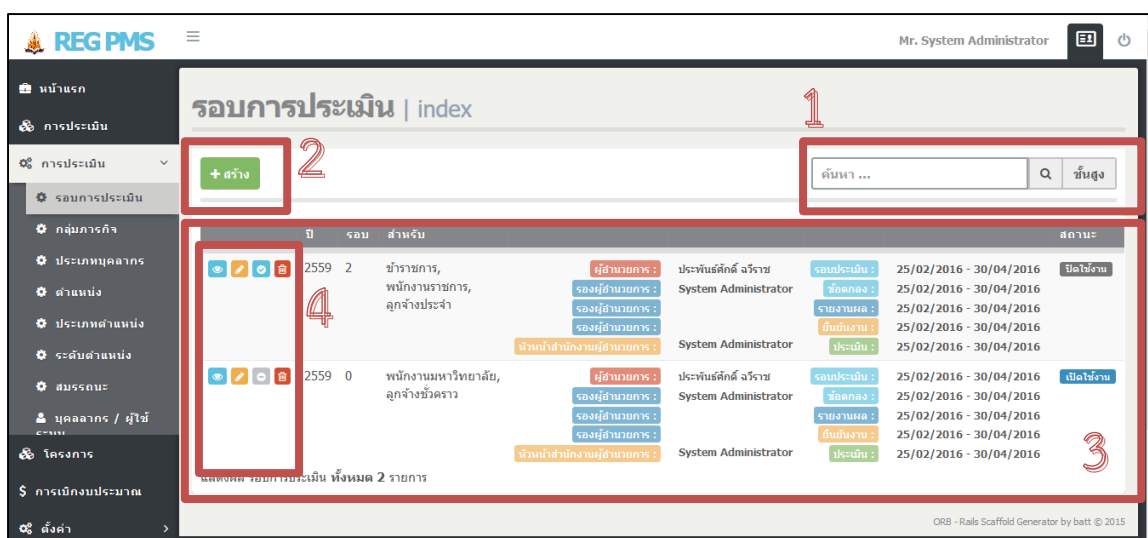 REG PMS
Mr. System Administrator
หน้าแรก
การประเมิน
การประเมิน
รอบการประเมิน
กลุ่มภารกิจ
ประเภทบุคลากร
ตำแหน่ง
ประเภทตำแหน่ง
ระดับตำแหน่ง
สมรรถนะ
บุคลลากร / ผู้ใช้
โครงการ
$ การเบิกงบประมาณ
ตั้งค่า
รอบการประเมิน | index
1
2
+ สร้าง
ค้นหา ... ชั้นสูง
ปี รอบ สำหรับ สถานะ
2559 2 ข้าราชการ, ผู้อำนวยการ : ประพันธ์ศักดิ์ ฉวีราช รอบประเมิน : 25/02/2016 - 30/04/2016 ปิดใช้งาน
พนักงานราชการ, รองผู้อำนวยการ : System Administrator ข้อตกลง : 25/02/2016 - 30/04/2016
ลูกจ้างประจำ รองผู้อำนวยการ : รายงานผล : 25/02/2016 - 30/04/2016
รองผู้อำนวยการ : ยืนยันงาน : 25/02/2016 - 30/04/2016
หัวหน้าสำนักงานผู้อำนวยการ : System Administrator ประเมิน : 25/02/2016 - 30/04/2016
4
2559 0 พนักงานมหาวิทยาลัย, ผู้อำนวยการ : ประพันธ์ศักดิ์ ฉวีราช รอบประเมิน : 25/02/2016 - 30/04/2016 เปิดใช้งาน
ลูกจ้างชั่วคราว รองผู้อำนวยการ : System Administrator ข้อตกลง : 25/02/2016 - 30/04/2016
รองผู้อำนวยการ : รายงานผล : 25/02/2016 - 30/04/2016
รองผู้อำนวยการ : ยืนยันงาน : 25/02/2016 - 30/04/2016
หัวหน้าสำนักงานผู้อำนวยการ : System Administrator ประเมิน : 25/02/2016 - 30/04/2016
3
แสดงผล รอบการประเมิน ทั้งหมด 2 รายการ
ORB - Rails Scaffold Generator by batt © 2015